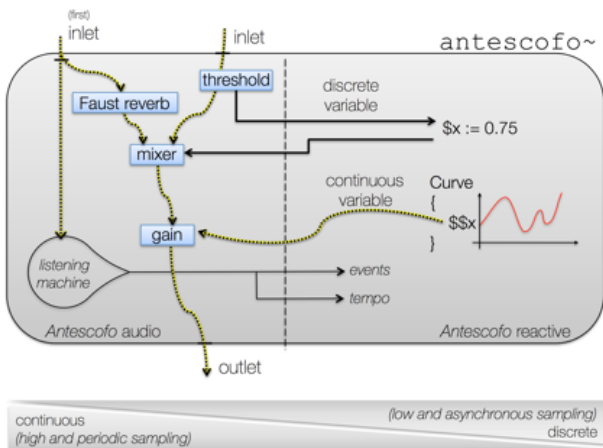 (first)
inlet
inlet
antescofo~
threshold
discrete
variable
Faust reverb
$x := 0.75
mixer
continuous
variable
Curve
{
$$x
}
gain
listening
machine
events
tempo
Antescofo audio
Antescofo reactive
outlet
(low and asynchronous sampling)
continuous
discrete
(high and periodic sampling)